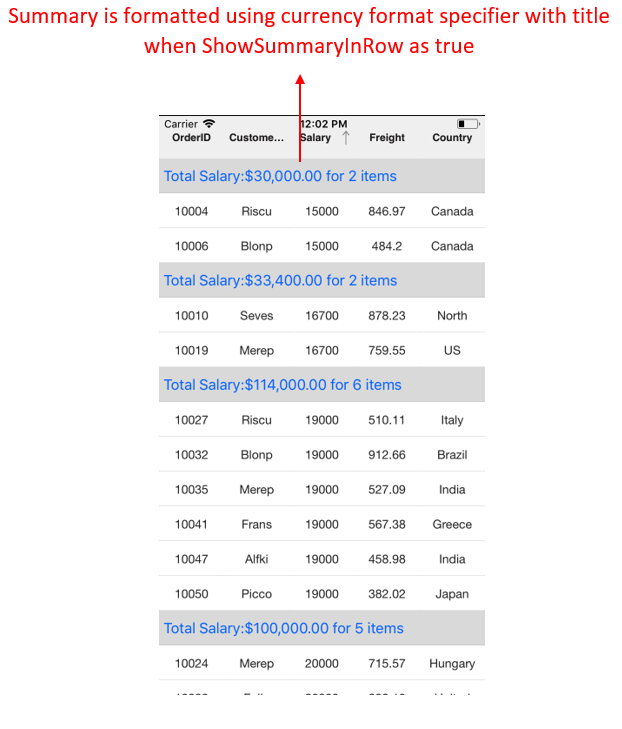 Summary is formatted using currency format specifier with title
when ShowSummaryInRow as true
Carrier 12:02 PM
OrderID Custome... Salary Freight Country
Total Salary:$30,000.00 for 2 items
10004 Riscu 15000 846.97 Canada
10006 Blonp 15000 484.2 Canada
Total Salary:$33,400.00 for 2 items
10010 Seves 16700 878.23 North
10019 Merep 16700 759.55 US
Total Salary:$114,000.00 for 6 items
10027 Riscu 19000 510.11 Italy
10032 Blonp 19000 912.66 Brazil
10035 Merep 19000 527.09 India
10041 Frans 19000 567.38 Greece
10047 Alfki 19000 458.98 India
10050 Picco 19000 382.02 Japan
Total Salary:$100,000.00 for 5 items
10024 Merep 20000 715.57 Hungary